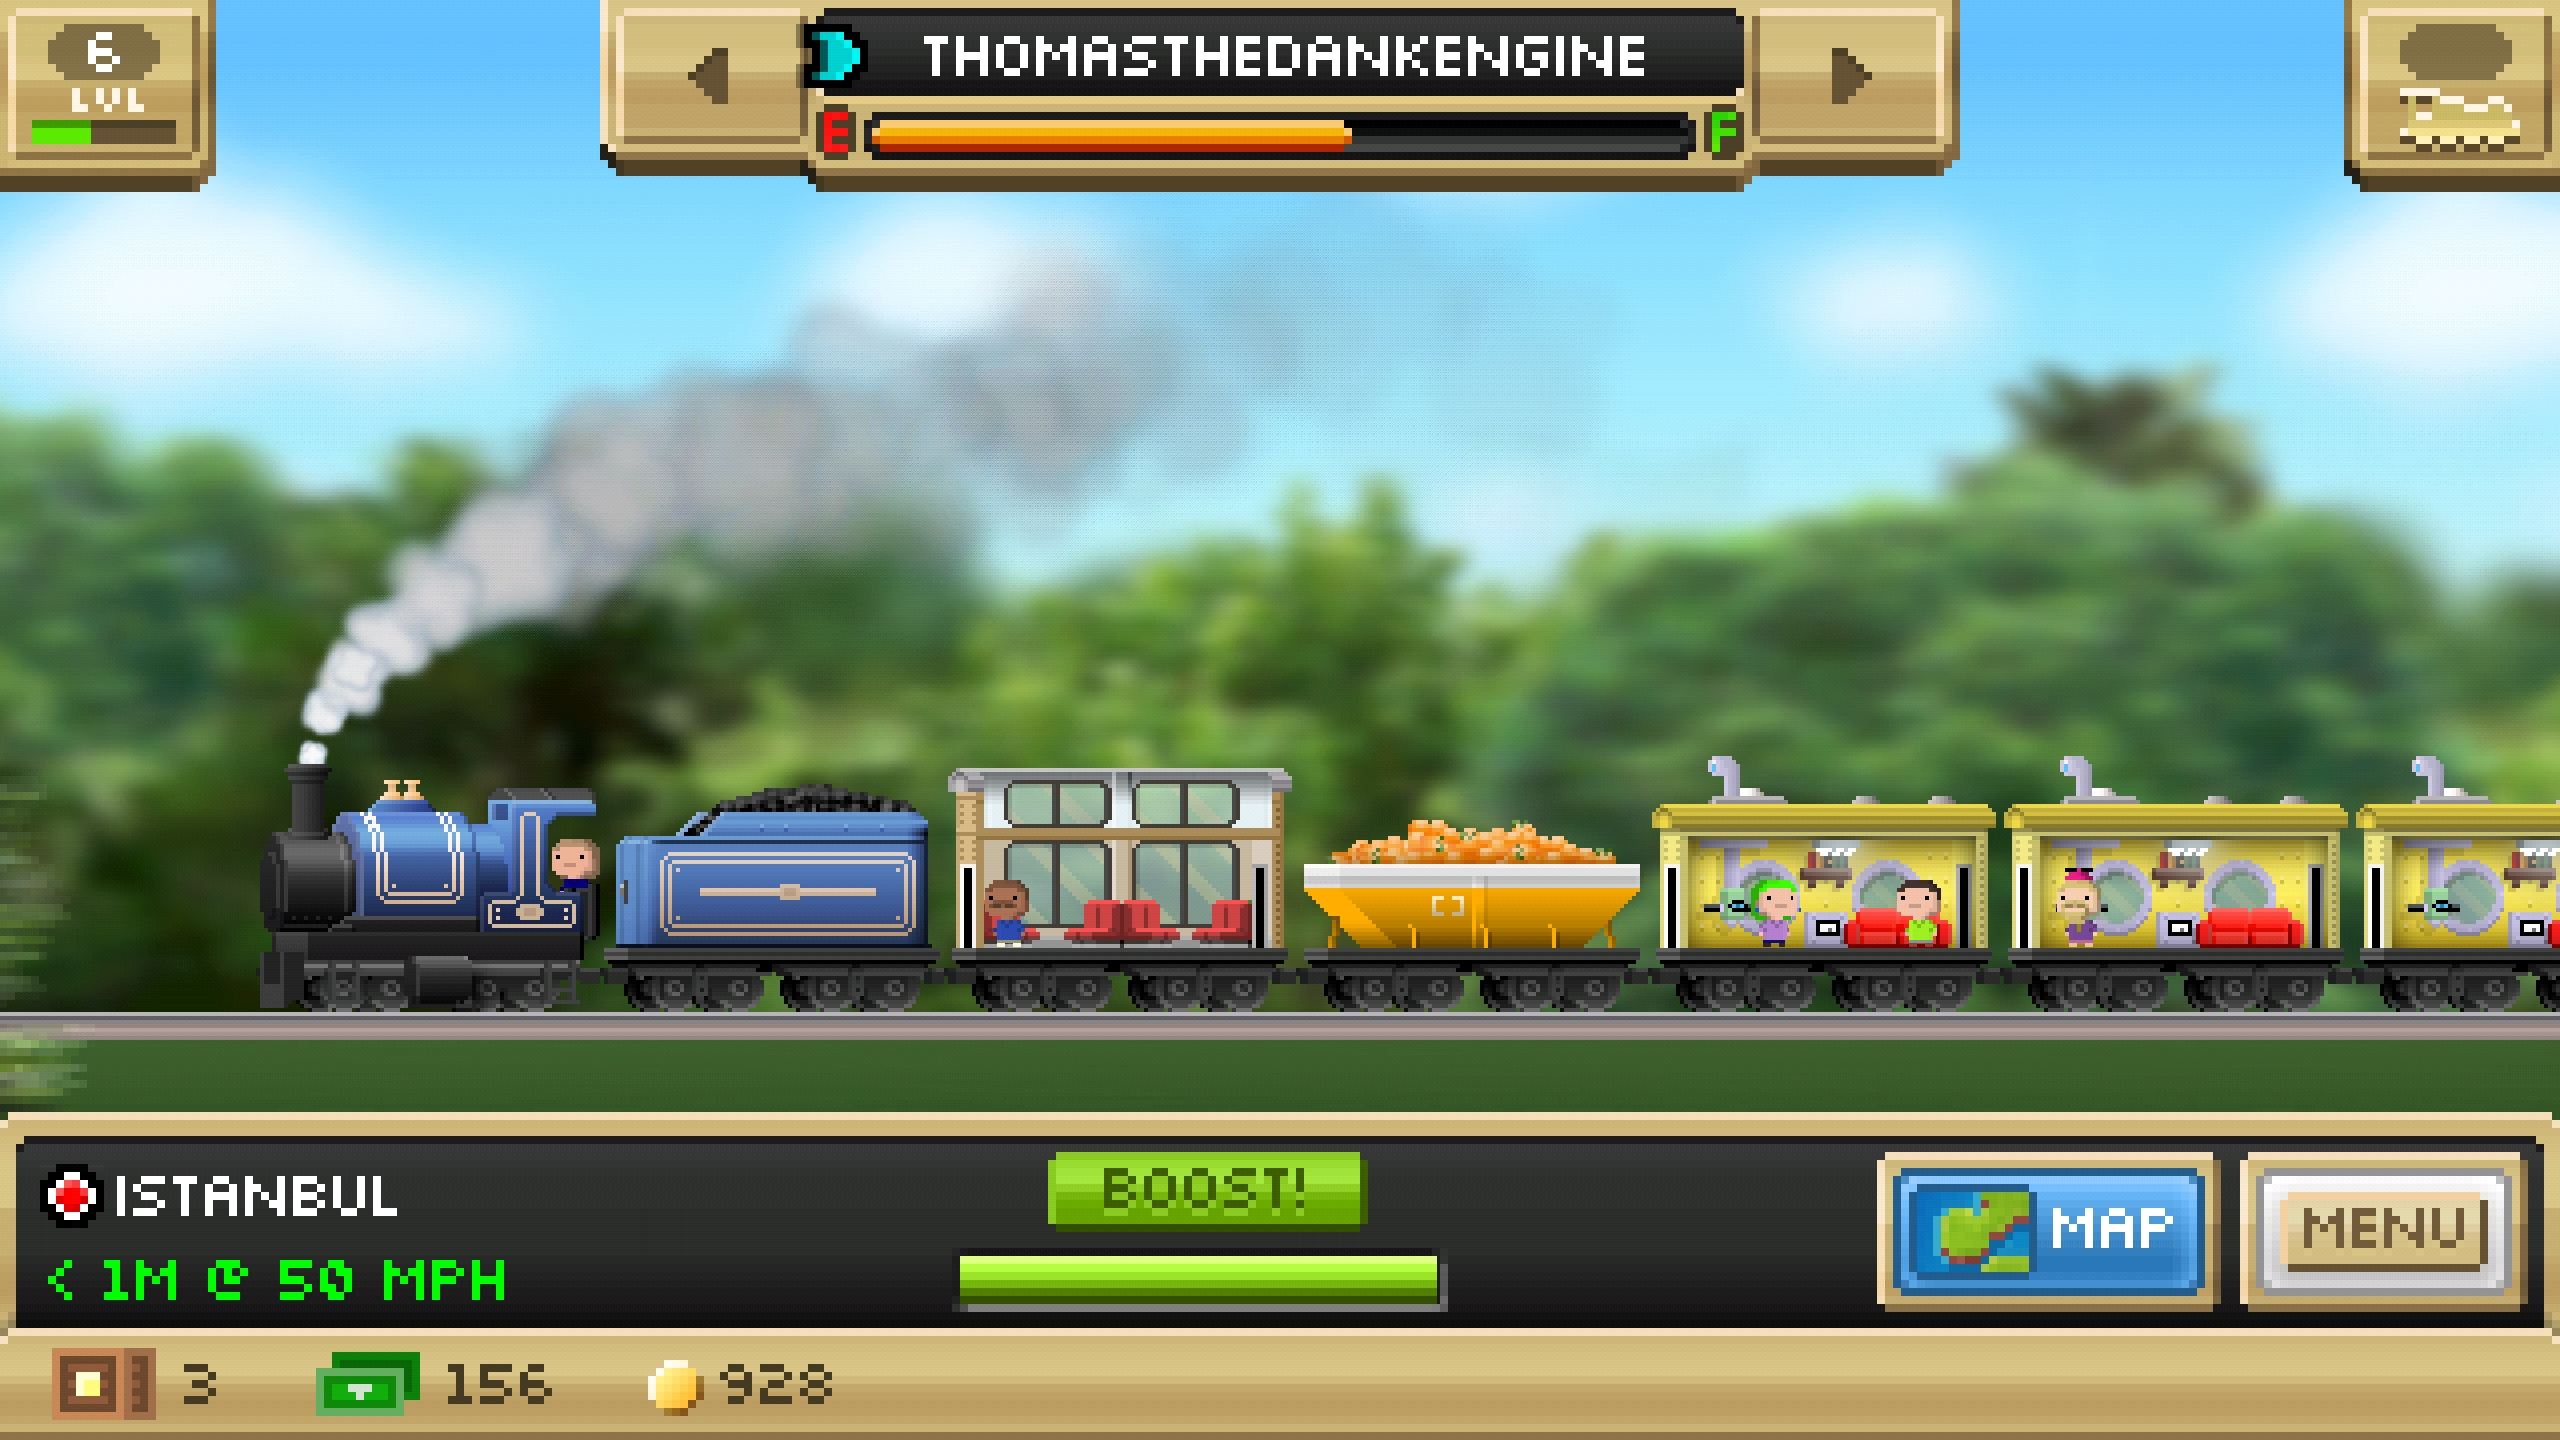 6
LVL
THOMASTHEDANKENGINE
E F
ISTANBUL
< 1M @ 50 MPH
BOOST!
MAP
MENU
3
156
928